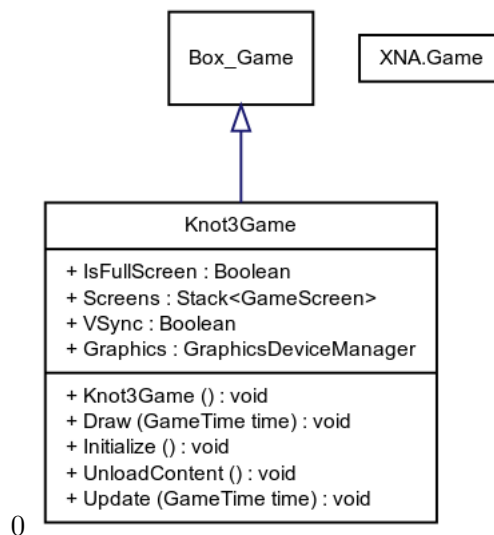 Box_Game
XNA.Game
Knot3Game
+ IsFullScreen : Boolean
+ Screens : Stack<GameScreen>
+ VSync : Boolean
+ Graphics : GraphicsDeviceManager
+ Knot3Game () : void
+ Draw (GameTime time) : void
+ Initialize () : void
+ UnloadContent () : void
+ Update (GameTime time) : void
0